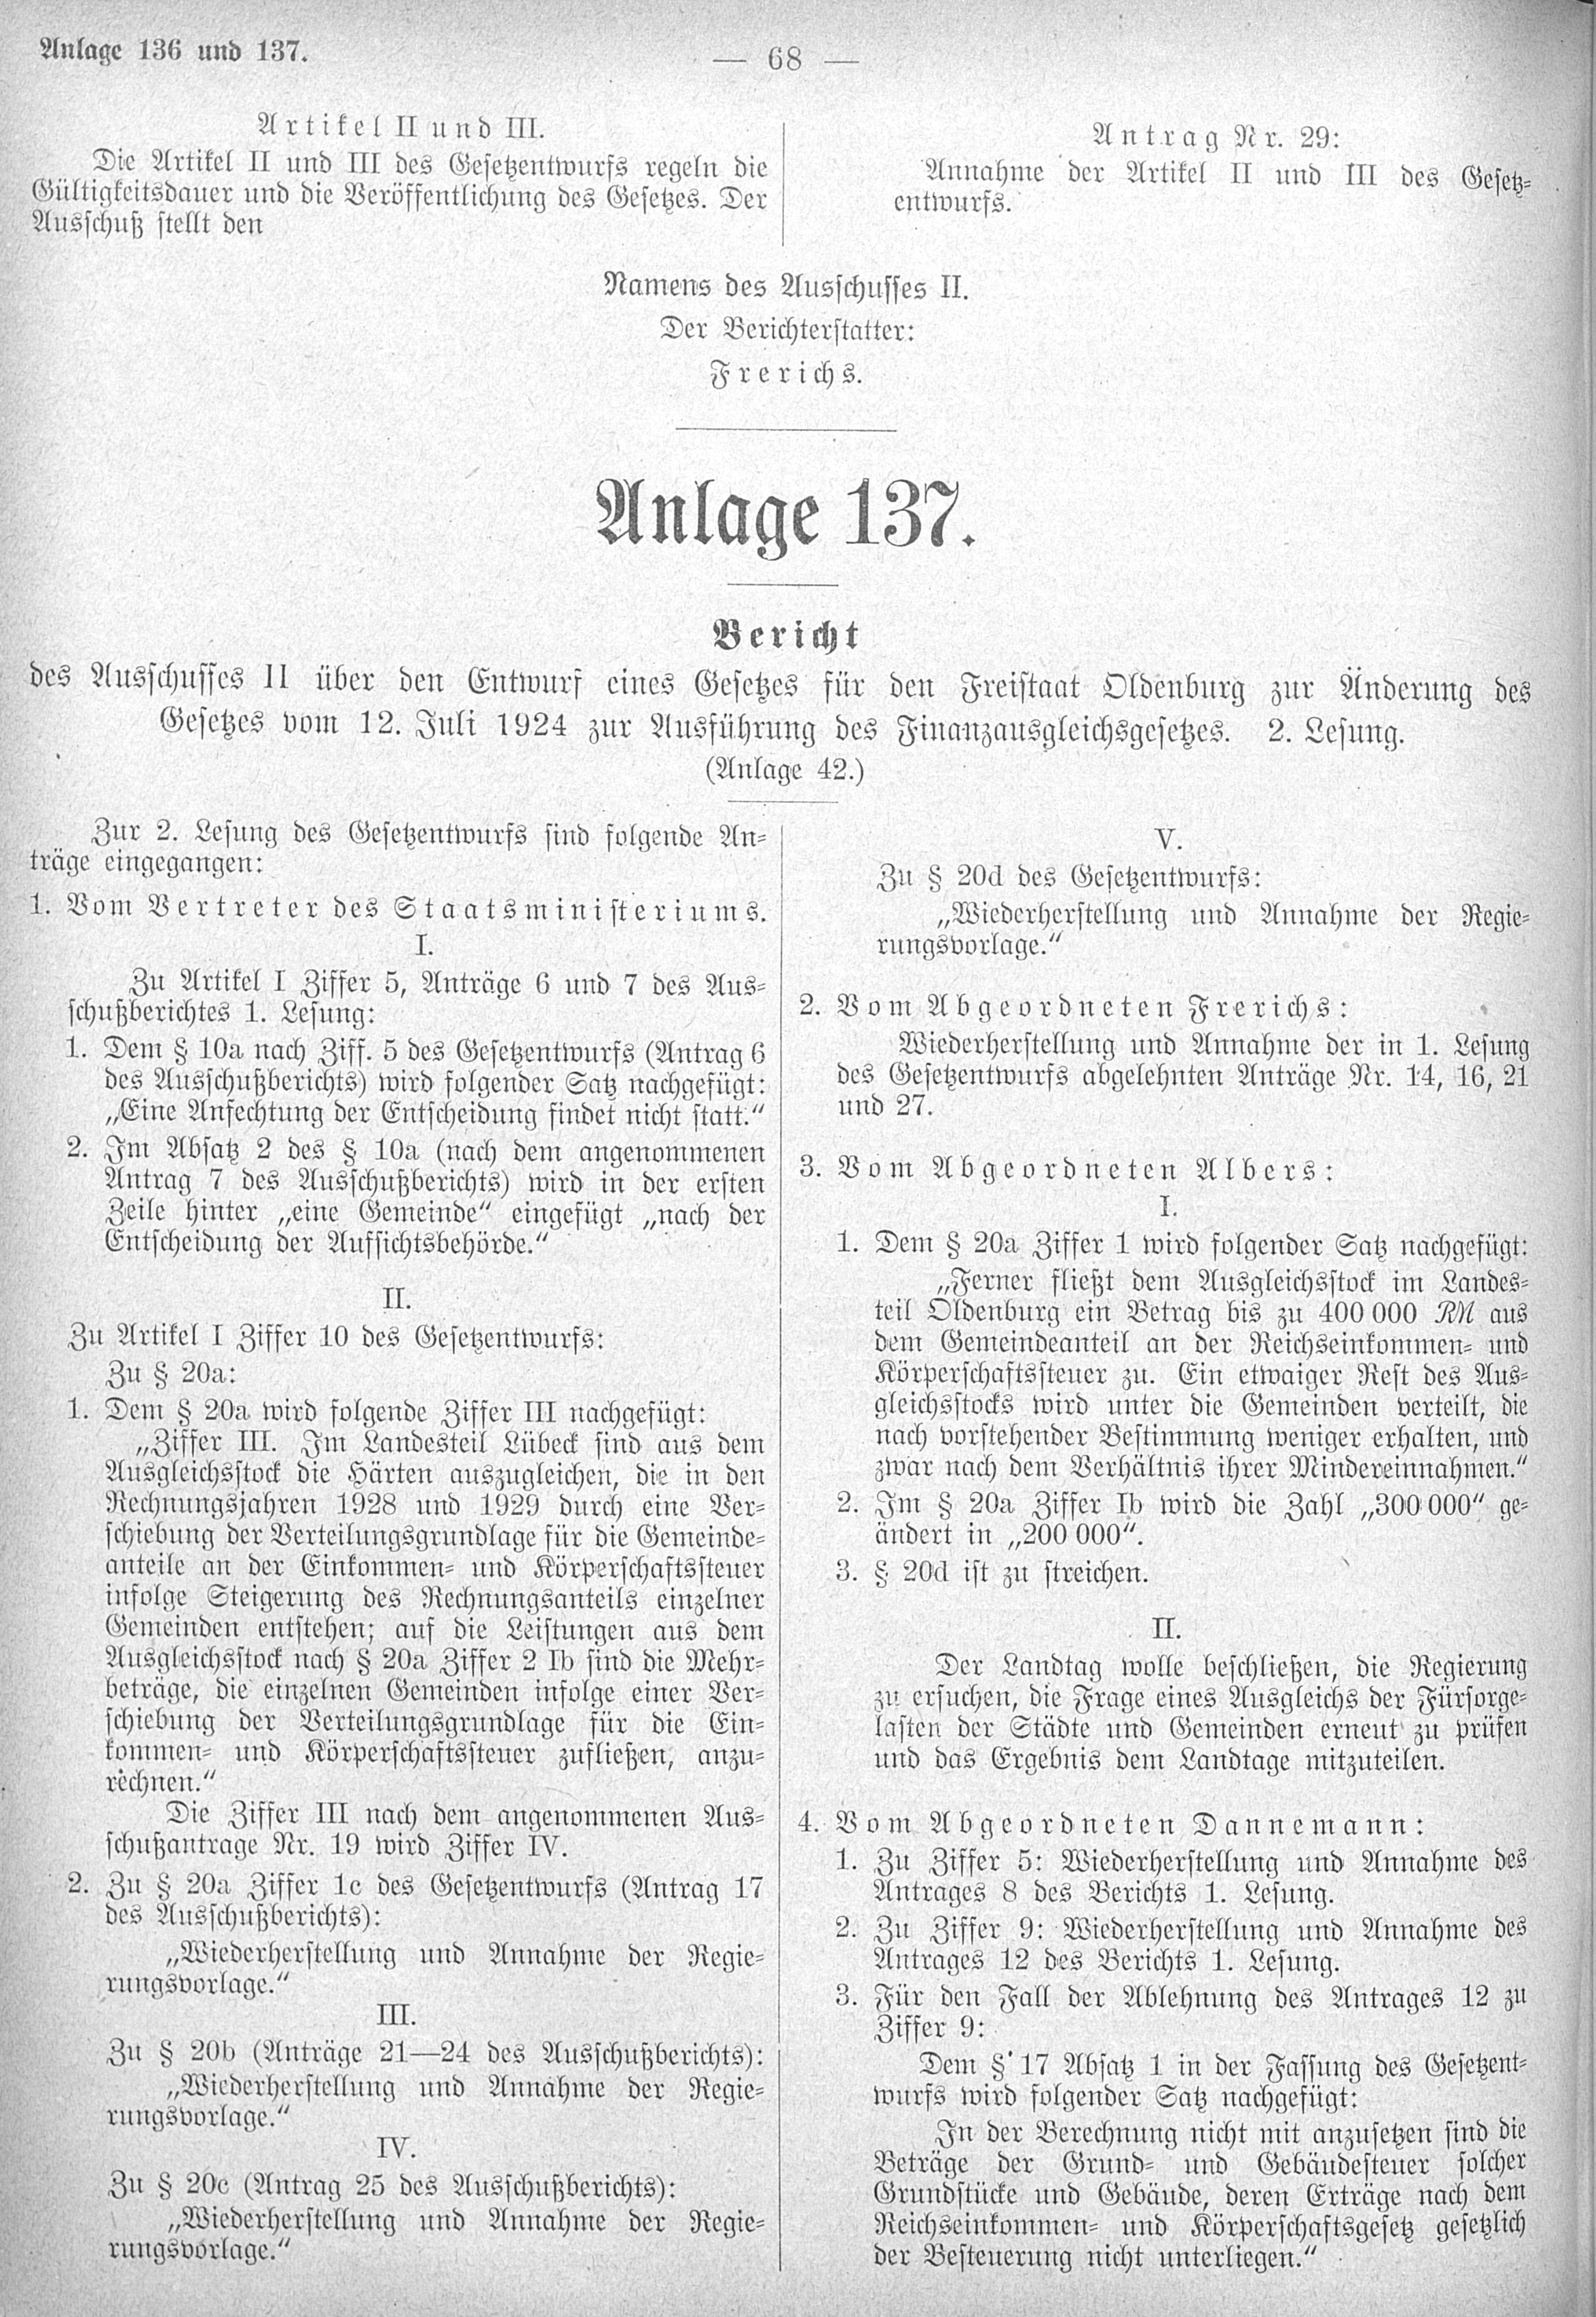 Anlage 136 und 137.
— 68 —
Artikel II und III.
Die Artikel II und III des Gesetzentwurfs regeln die
Gültigkeitsdauer und die Veröffentlichung des Gesetzes. Der
Ausschuß stellt den
Antrag Nr. 29:
Annahme der Artikel II und III des Gesetz-
entwurfs.
Namens des Ausschusses II.
Der Berichterstatter:
Frerichs.
Anlage 137.
Bericht
des Ausschusses II über den Entwurf eines Gesetzes für den Freistaat Oldenburg zur Änderung des
Gesetzes vom 12. Juli 1924 zur Ausführung des Finanzausgleichsgesetzes. 2. Lesung.
(Anlage 42.)
Zur 2. Lesung des Gesetzentwurfs sind folgende An-
träge eingegangen:
1. Vom Vertreter des Staatsministeriums.
I.
Zu Artikel I Ziffer 5, Anträge 6 und 7 des Aus-
schußberichtes 1. Lesung:
1. Dem § 10a nach Ziff. 5 des Gesetzentwurfs (Antrag 6
des Ausschußberichts) wird folgender Satz nachgefügt:
„Eine Anfechtung der Entscheidung findet nicht statt.“
2. Im Absatz 2 des § 10a (nach dem angenommenen
Antrag 7 des Ausschußberichts) wird in der ersten
Zeile hinter „eine Gemeinde“ eingefügt „nach der
Entscheidung der Aufsichtsbehörde.“
II.
Zu Artikel I Ziffer 10 des Gesetzentwurfs:
Zu § 20a:
1. Dem § 20a wird folgende Ziffer III nachgefügt:
„Ziffer III. Im Landesteil Lübeck sind aus dem
Ausgleichsstock die Härten auszugleichen, die in den
Rechnungsjahren 1928 und 1929 durch eine Ver-
schiebung der Verteilungsgrundlage für die Gemeinde-
anteile an der Einkommen- und Körperschaftssteuer
infolge Steigerung des Rechnungsanteils einzelner
Gemeinden entstehen; auf die Leistungen aus dem
Ausgleichsstock nach § 20a Ziffer 2 Ib sind die Mehr-
beträge, die einzelnen Gemeinden infolge einer Ver-
schiebung der Verteilungsgrundlage für die Ein-
kommen- und Körperschaftssteuer zufließen, anzu-
rechnen.“
Die Ziffer III nach dem angenommenen Aus-
schußantrage Nr. 19 wird Ziffer IV.
2. Zu § 20a Ziffer 1c des Gesetzentwurfs (Antrag 17
des Ausschußberichts):
„Wiederherstellung und Annahme der Regie-
rungsvorlage.“
III.
Zu § 20b (Anträge 21—24 des Ausschußberichts):
„Wiederherstellung und Annahme der Regie-
rungsvorlage.“
IV.
Zu § 20c (Antrag 25 des Ausschußberichts):
„Wiederherstellung und Annahme der Regie-
rungsvorlage.“
V.
Zu § 20d des Gesetzentwurfs:
„Wiederherstellung und Annahme der Regie-
rungsvorlage.“
2. Vom Abgeordneten Frerichs:
Wiederherstellung und Annahme der in 1. Lesung
des Gesetzentwurfs abgelehnten Anträge Nr. 14, 16, 21
und 27.
3. Vom Abgeordneten Albers:
I.
1. Dem § 20a Ziffer 1 wird folgender Satz nachgefügt:
„Ferner fließt dem Ausgleichsstock im Landes-
teil Oldenburg ein Betrag bis zu 400 000 RM aus
dem Gemeindeanteil an der Reichseinkommen- und
Körperschaftssteuer zu. Ein etwaiger Rest des Aus-
gleichsstocks wird unter die Gemeinden verteilt, die
nach vorstehender Bestimmung weniger erhalten, und
zwar nach dem Verhältnis ihrer Mindereinnahmen.“
2. Im § 20a Ziffer Ib wird die Zahl „300 000“ ge-
ändert in „200 000“.
3. § 20d ist zu streichen.
II.
Der Landtag wolle beschließen, die Regierung
zu ersuchen, die Frage eines Ausgleichs der Fürsorge-
lasten der Städte und Gemeinden erneut zu prüfen
und das Ergebnis dem Landtage mitzuteilen.
4. Vom Abgeordneten Dannemann:
1. Zu Ziffer 5: Wiederherstellung und Annahme des
Antrages 8 des Berichts 1. Lesung.
2. Zu Ziffer 9: Wiederherstellung und Annahme des
Antrages 12 des Berichts 1. Lesung.
3. Für den Fall der Ablehnung des Antrages 12 zu
Ziffer 9:
Dem § 17 Absatz 1 in der Fassung des Gesetzent-
wurfs wird folgender Satz nachgefügt:
In der Berechnung nicht mit anzusetzen sind die
Beträge der Grund- und Gebäudesteuer solcher
Grundstücke und Gebäude, deren Erträge nach dem
Reichseinkommen- und Körperschaftsgesetz gesetzlich
der Besteuerung nicht unterliegen.“